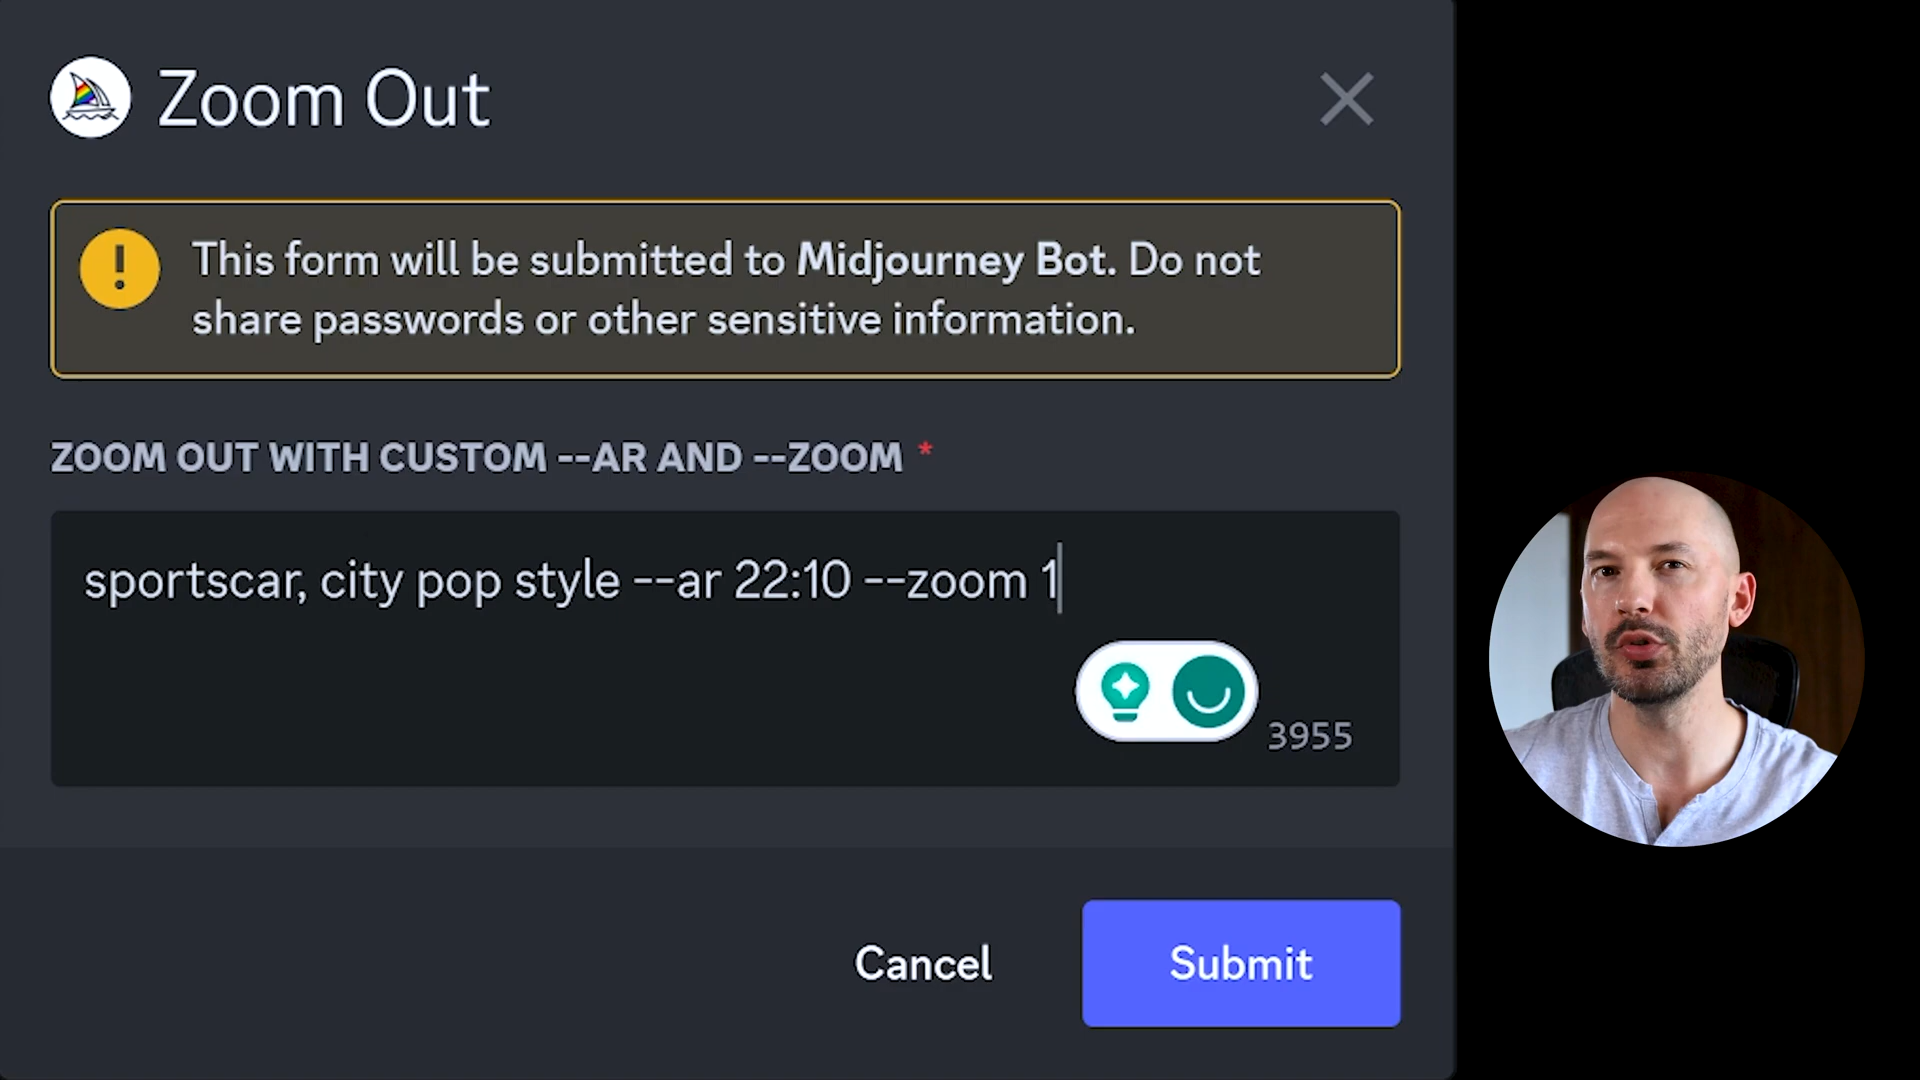 Zoom Out
This form will be submitted to Midjourney Bot. Do not
share passwords or other sensitive information.
ZOOM OUT WITH CUSTOM --AR AND --ZOOM *
sportscar, city pop style --ar 22:10 --zoom 1
3955
Cancel
Submit